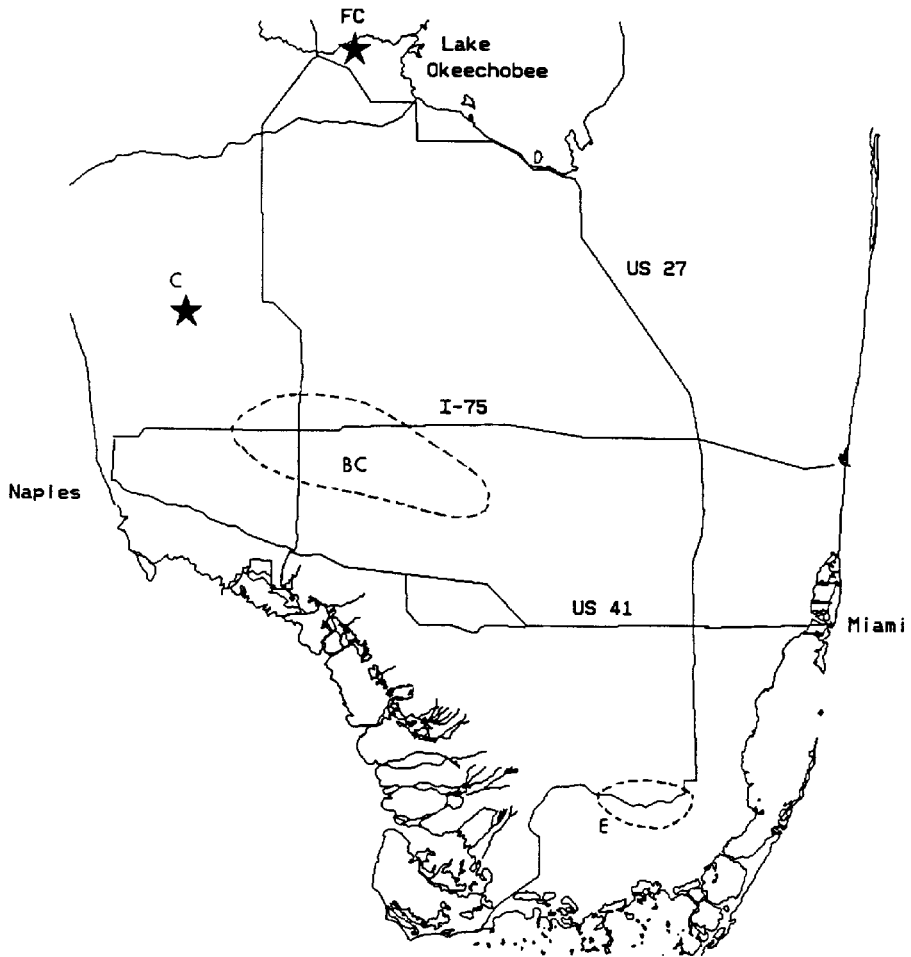 FC
Lake
Okeechobee
US 27
C
I-75
BC
Naples
US 41
Miami
E